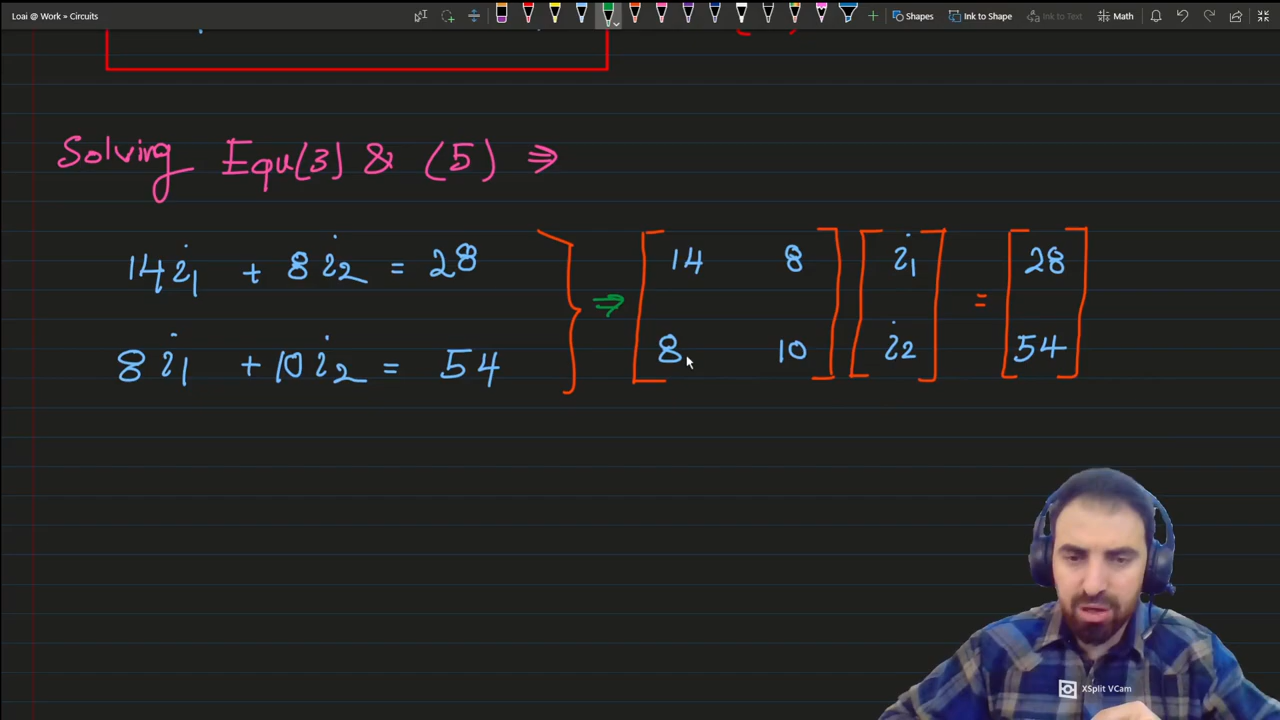 Loai @ Work » Circuits
Shapes Ink to Shape Ink to Text Math
Solving Equ(3) & (5) ⇒
14i₁ + 8i₂ = 28
8i₁ + 10i₂ = 54
⇒
14 8
8 10
i₁
i₂
=
28
54
XSplit VCam